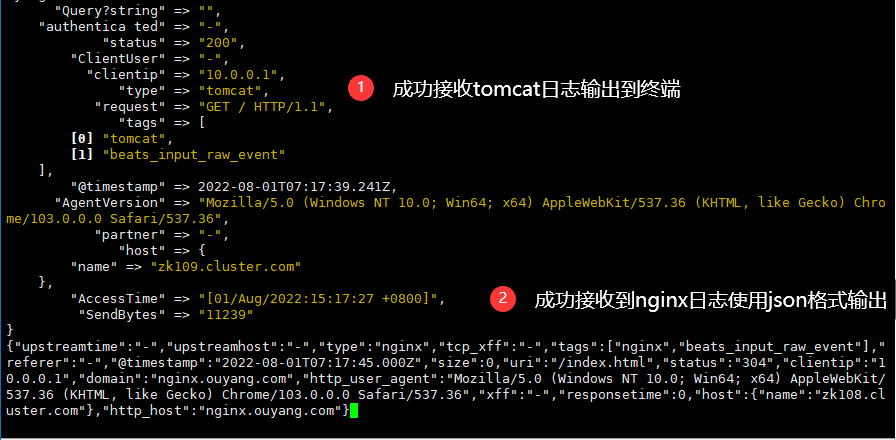 "Query?string" => "",
"authentica ted" => "-",
"status" => "200",
"ClientUser" => "-",
"clientip" => "10.0.0.1",
"type" => "tomcat",
1 成功接收tomcat日志输出到终端
"request" => "GET / HTTP/1.1",
"tags" => [
[0] "tomcat",
[1] "beats_input_raw_event"
],
"@timestamp" => 2022-08-01T07:17:39.241Z,
"AgentVersion" => "Mozilla/5.0 (Windows NT 10.0; Win64; x64) AppleWebKit/537.36 (KHTML, like Gecko) Chro
me/103.0.0.0 Safari/537.36",
"partner" => "-",
"host" => {
"name" => "zk109.cluster.com"
},
"AccessTime" => "[01/Aug/2022:15:17:27 +0800]",
2 成功接收到nginx日志使用json格式输出
"SendBytes" => "11239"
}
{"upstreamtime":"-","upstreamhost":"-","type":"nginx","tcp_xff":"-","tags":["nginx","beats_input_raw_event"],"
referer":"-","@timestamp":"2022-08-01T07:17:45.000Z","size":0,"uri":"/index.html","status":"304","clientip":"1
0.0.0.1","domain":"nginx.ouyang.com","http_user_agent":"Mozilla/5.0 (Windows NT 10.0; Win64; x64) AppleWebKit/
537.36 (KHTML, like Gecko) Chrome/103.0.0.0 Safari/537.36","xff":"-","responsetime":0,"host":{"name":"zk108.cl
uster.com"},"http_host":"nginx.ouyang.com"}